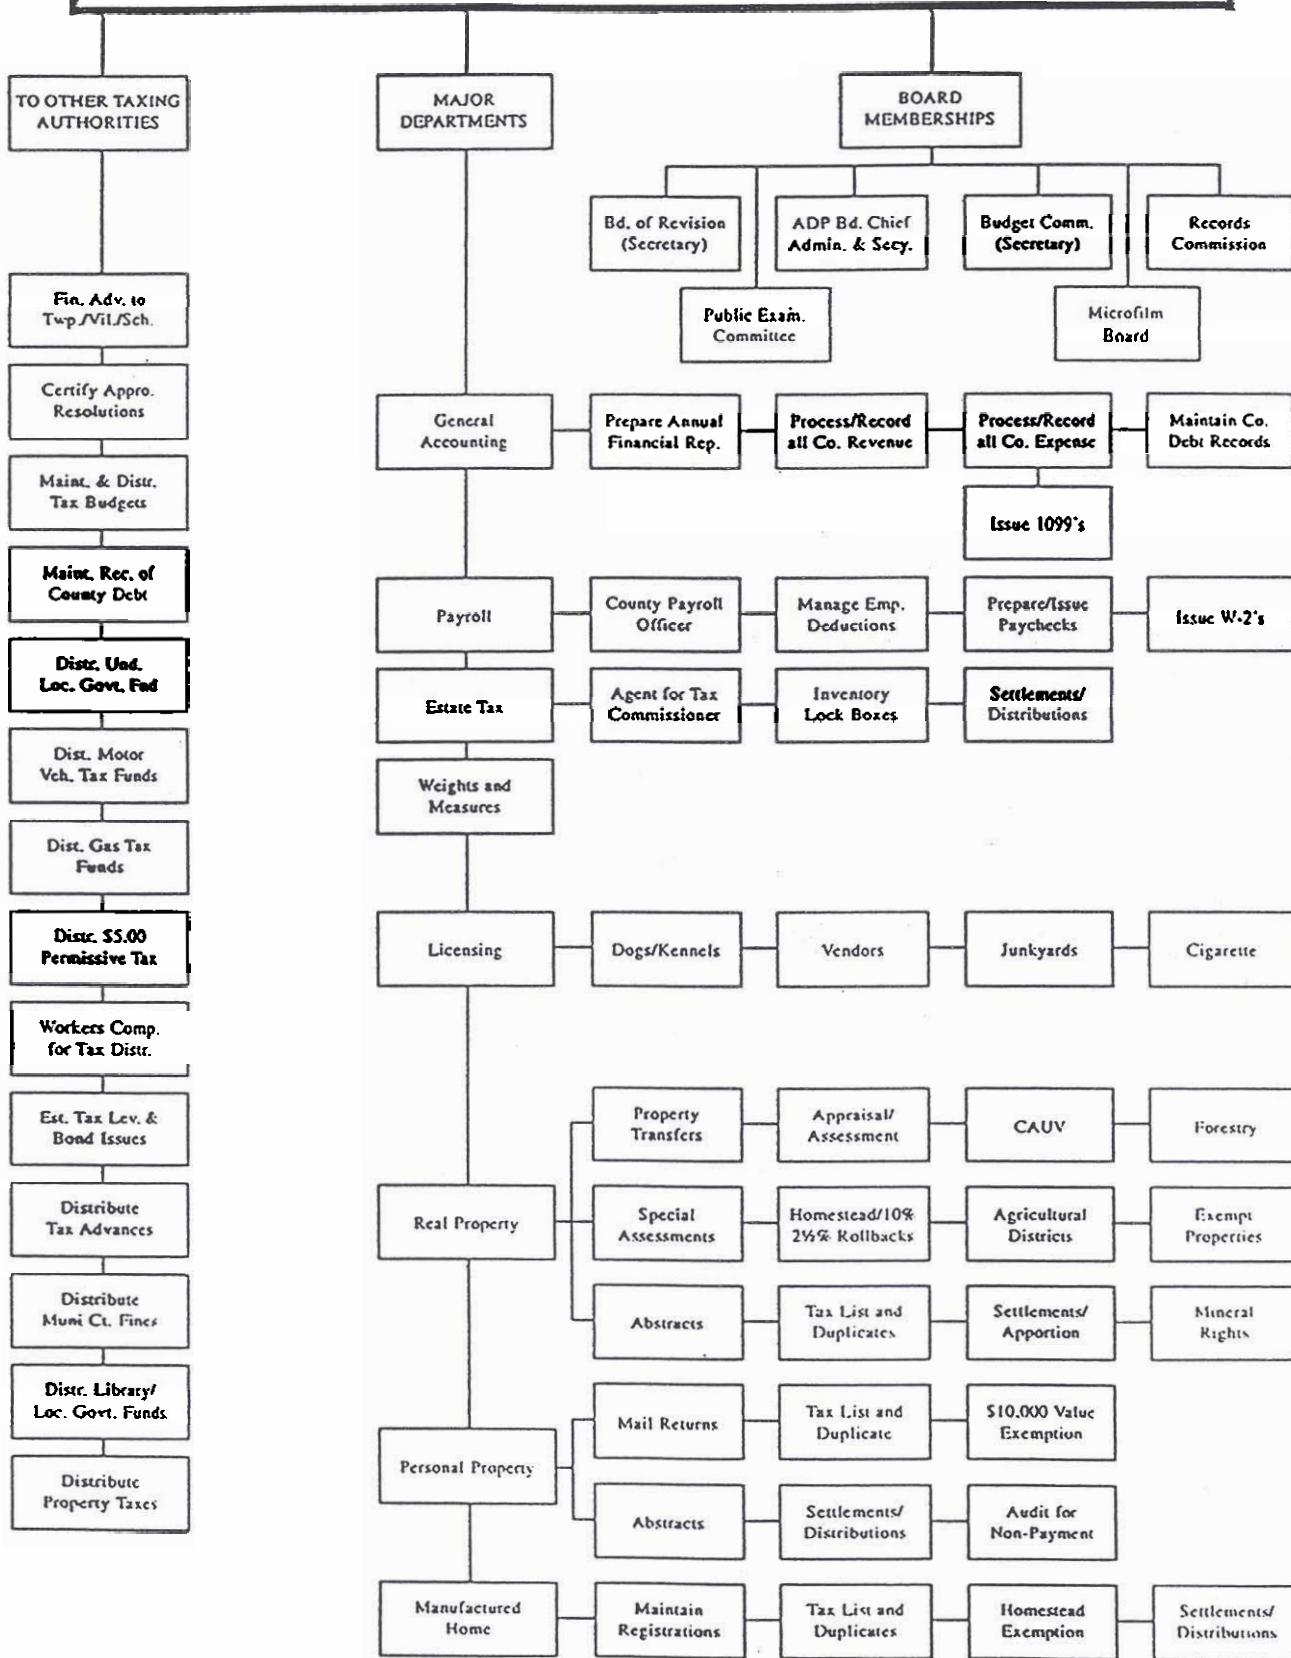 TO OTHER TAXING
AUTHORITIES
Fin. Adv. to
Twp./Vil./Sch.
Certify Appro.
Resolutions
Maint. & Distr.
Tax Budgets
Maint. Rec. of
County Debt
Distr. Und.
Loc. Govt. Fnd
Dist. Motor
Veh. Tax Funds
Dist. Gas Tax
Funds
Distr. $5.00
Permissive Tax
Workers Comp.
for Tax Distr.
Est. Tax Lev. &
Bond Issues
Distribute
Tax Advances
Distribute
Muni Ct. Fines
Distr. Library/
Loc. Govt. Funds
Distribute
Property Taxes
MAJOR
DEPARTMENTS
BOARD
MEMBERSHIPS
Bd. of Revision
(Secretary)
ADP Bd. Chief
Admin. & Secy.
Budget Comm.
(Secretary)
Records
Commission
Public Exam.
Committee
Microfilm
Board
General
Accounting
Prepare Annual
Financial Rep.
Process/Record
all Co. Revenue
Process/Record
all Co. Expense
Maintain Co.
Debt Records
Issue 1099's
Payroll
County Payroll
Officer
Manage Emp.
Deductions
Prepare/Issue
Paychecks
Issue W-2's
Estate Tax
Agent for Tax
Commissioner
Inventory
Lock Boxes
Settlements/
Distributions
Weights and
Measures
Licensing
Dogs/Kennels
Vendors
Junkyards
Cigarette
Real Property
Property
Transfers
Appraisal/
Assessment
CAUV
Forestry
Special
Assessments
Homestead/10%
2½% Rollbacks
Agricultural
Districts
Exempt
Properties
Abstracts
Tax List and
Duplicates
Settlements/
Apportion
Mineral
Rights
Personal Property
Mail Returns
Tax List and
Duplicate
$10,000 Value
Exemption
Abstracts
Settlements/
Distributions
Audit for
Non-Payment
Manufactured
Home
Maintain
Registrations
Tax List and
Duplicates
Homestead
Exemption
Settlements/
Distributions